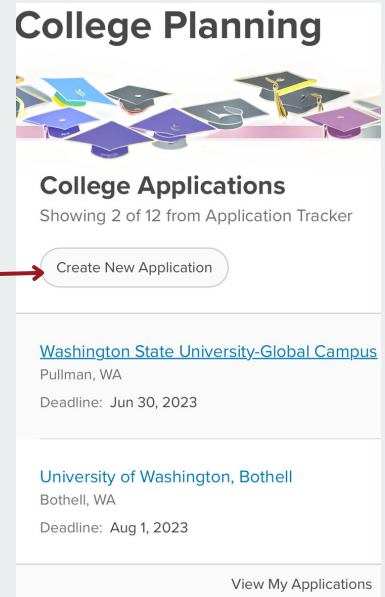 College Planning
College Applications
Showing 2 of 12 from Application Tracker
Create New Application
Washington State University-Global Campus
Pullman, WA
Deadline: Jun 30, 2023
University of Washington, Bothell
Bothell, WA
Deadline: Aug 1, 2023
View My Applications